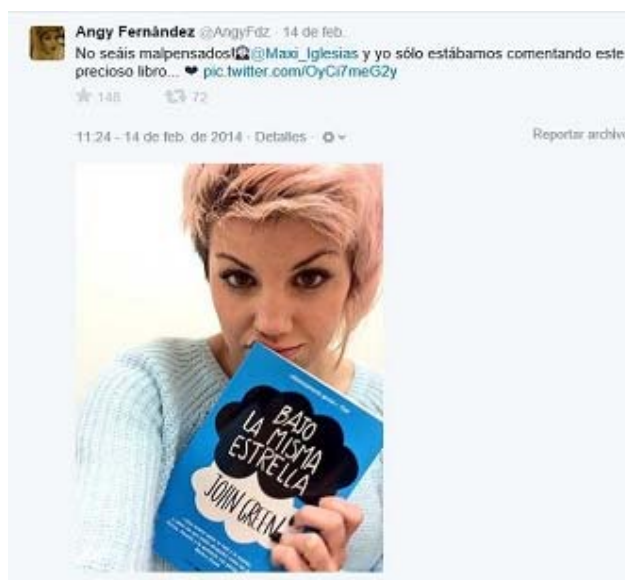 Angy Fernández @AngyFdz · 14 de feb.
No seáis malpensados! @Maxi_Iglesias y yo sólo estábamos comentando este
precioso libro... ❤ pic.twitter.com/OyCi7meG2y
148 72
11:24 - 14 de feb. de 2014 · Detalles
Reportar archivo
BAJO
LA MISMA
ESTRELLA
JOHN GREEN